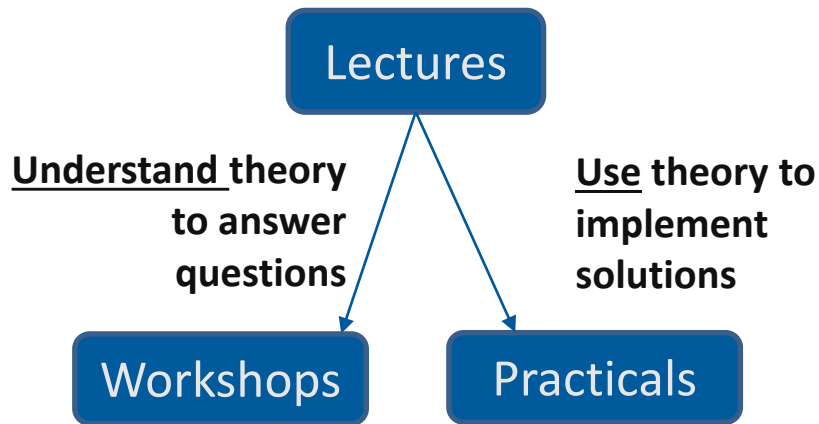 Lectures
Understand theory
to answer
questions
Use theory to
implement
solutions
Workshops
Practicals